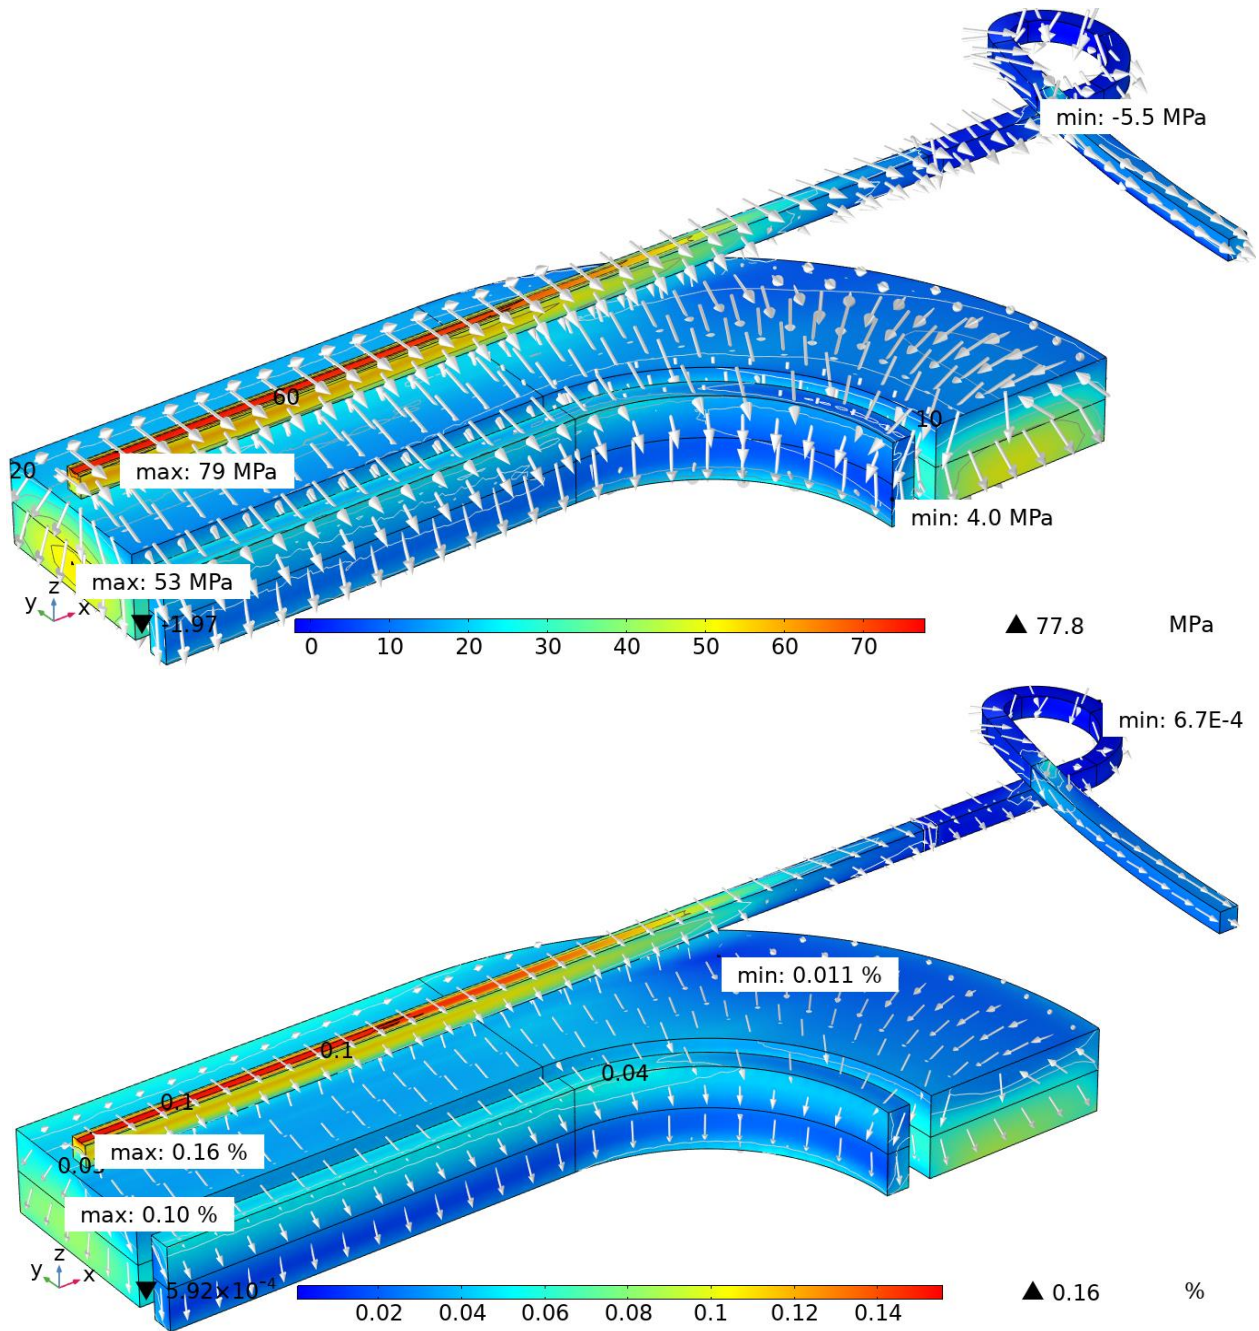 min: -5.5 MPa
60
10
20
max: 79 MPa
min: 4.0 MPa
max: 53 MPa
z
y x
▼ -1.97
0 10 20 30 40 50 60 70
▲ 77.8 MPa
min: 6.7E-4
min: 0.011 %
0.1
0.04
0.1
max: 0.16 %
max: 0.10 %
z
y x
▼ 5.92×10⁻⁴
0.02 0.04 0.06 0.08 0.1 0.12 0.14
▲ 0.16 %